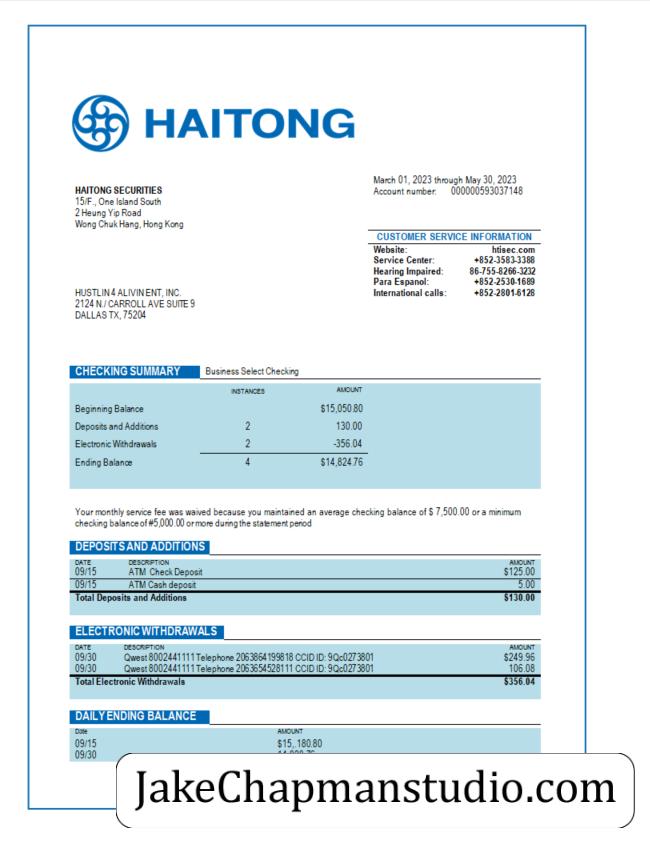 HAITONG
March 01, 2023 through May 30, 2023
Account number: 000000593037148
HAITONG SECURITIES
15/F., One Island South
2 Heung Yip Road
Wong Chuk Hang, Hong Kong
CUSTOMER SERVICE INFORMATION
Website: htisec.com
Service Center: +852-3583-3388
Hearing Impaired: 86-755-8266-3232
Para Espanol: +852-2530-1689
International calls: +852-2801-6128
HUSTLIN 4 ALIVIN ENT, INC.
2124 N./ CARROLL AVE SUITE 9
DALLAS TX, 75204
CHECKING SUMMARY Business Select Checking
INSTANCES AMOUNT
Beginning Balance $15,050.80
Deposits and Additions 2 130.00
Electronic Withdrawals 2 -356.04
Ending Balance 4 $14,824.76
Your monthly service fee was waived because you maintained an average checking balance of $ 7,500.00 or a minimum
checking balance of #5,000.00 or more during the statement period
DEPOSITS AND ADDITIONS
DATE DESCRIPTION AMOUNT
09/15 ATM Check Deposit $125.00
09/15 ATM Cash deposit 5.00
Total Deposits and Additions $130.00
ELECTRONIC WITHDRAWALS
DATE DESCRIPTION AMOUNT
09/30 Qwest 8002441111 Telephone 2063864199818 CCID ID: 9Qc0273801 $249.96
09/30 Qwest 8002441111 Telephone 2063654528111 CCID ID: 9Qc0273801 106.08
Total Electronic Withdrawals $356.04
DAILY ENDING BALANCE
Date AMOUNT
09/15 $15,.180.80
09/30
JakeChapmanstudio.com